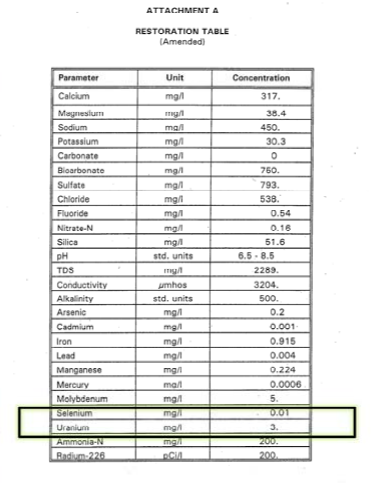 ATTACHMENT A
RESTORATION TABLE
(Amended)
Parameter Unit Concentration
Calcium mg/l 317.
Magnesium mg/l 38.4
Sodium mg/l 450.
Potassium mg/l 30.3
Carbonate mg/l 0
Bicarbonate mg/l 750.
Sulfate mg/l 793.
Chloride mg/l 538.
Fluoride mg/l 0.54
Nitrate-N mg/l 0.16
Silica mg/l 51.6
pH std. units 6.5 - 8.5
TDS mg/l 2289.
Conductivity µmhos 3204.
Alkalinity std. units 500.
Arsenic mg/l 0.2
Cadmium mg/l 0.001
Iron mg/l 0.915
Lead mg/l 0.004
Manganese mg/l 0.224
Mercury mg/l 0.0006
Molybdenum mg/l 5.
Selenium mg/l 0.01
Uranium mg/l 3.
Ammonia-N mg/l 200.
Radium-226 pCi/l 200.